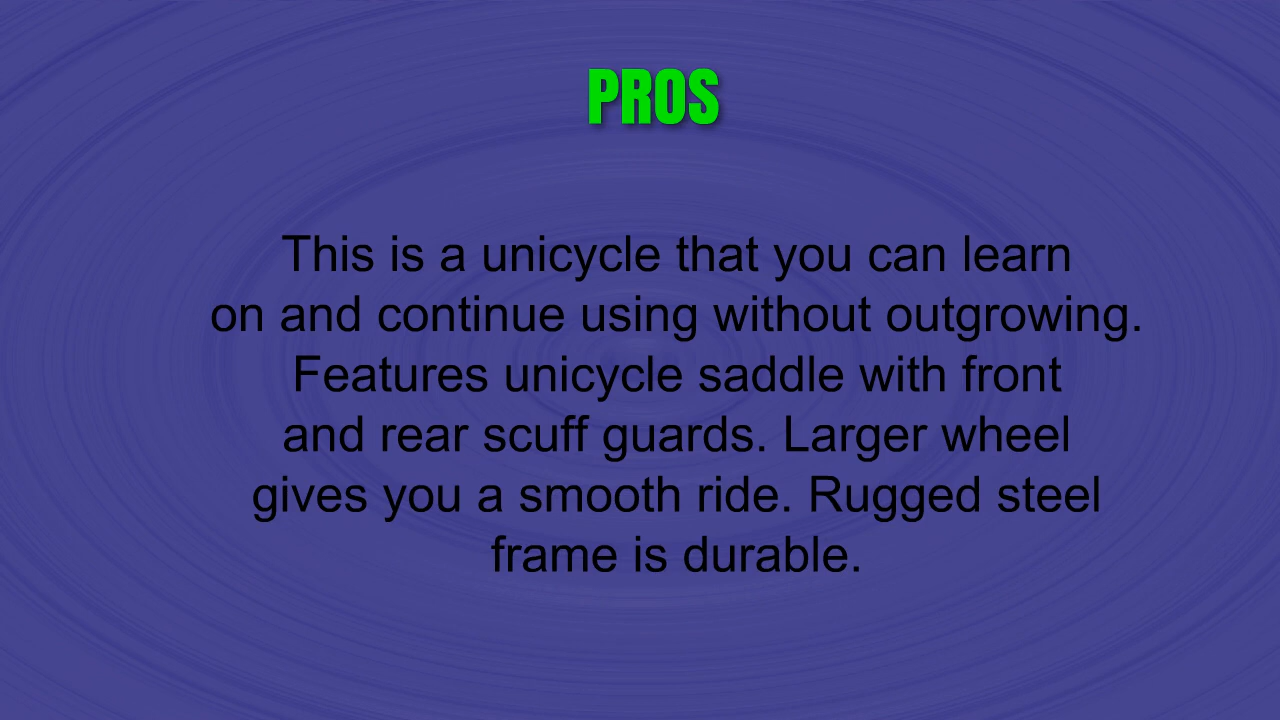 PROS
This is a unicycle that you can learn
on and continue using without outgrowing.
Features unicycle saddle with front
and rear scuff guards. Larger wheel
gives you a smooth ride. Rugged steel
frame is durable.